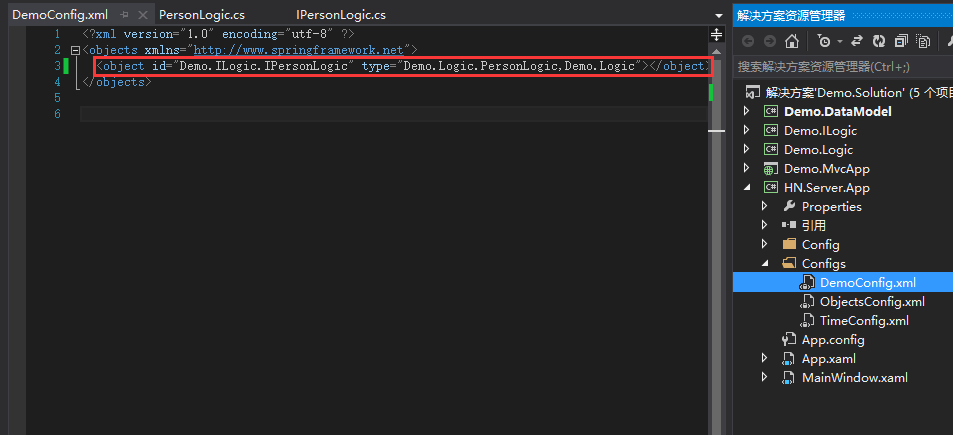 DemoConfig.xml PersonLogic.cs IPersonLogic.cs
1 <?xml version="1.0" encoding="utf-8" ?>
2 <objects xmlns="http://www.springframework.net">
3 <object id="Demo.ILogic.IPersonLogic" type="Demo.Logic.PersonLogic,Demo.Logic"></object>
4 </objects>
5
6
解决方案资源管理器
搜索解决方案资源管理器(Ctrl+;)
解决方案'Demo.Solution' (5 个项目
Demo.DataModel
Demo.ILogic
Demo.Logic
Demo.MvcApp
HN.Server.App
Properties
引用
Config
Configs
DemoConfig.xml
ObjectsConfig.xml
TimeConfig.xml
App.config
App.xaml
MainWindow.xaml